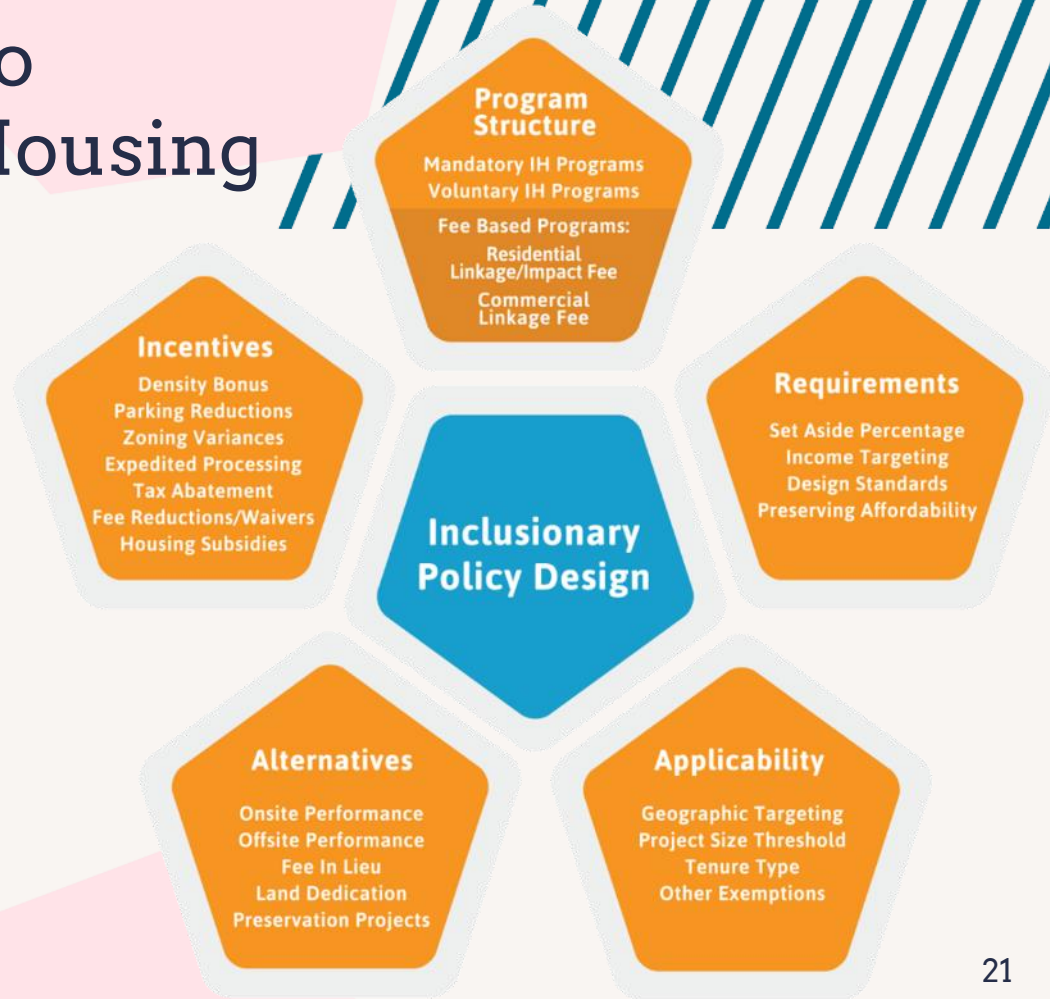 o
Housing
Program
Structure
Mandatory IH Programs
Voluntary IH Programs
Fee Based Programs:
Residential
Linkage/Impact Fee
Commercial
Linkage Fee
Incentives
Density Bonus
Parking Reductions
Zoning Variances
Expedited Processing
Tax Abatement
Fee Reductions/Waivers
Housing Subsidies
Requirements
Set Aside Percentage
Income Targeting
Design Standards
Preserving Affordability
Inclusionary
Policy Design
Alternatives
Onsite Performance
Offsite Performance
Fee In Lieu
Land Dedication
Preservation Projects
Applicability
Geographic Targeting
Project Size Threshold
Tenure Type
Other Exemptions
21